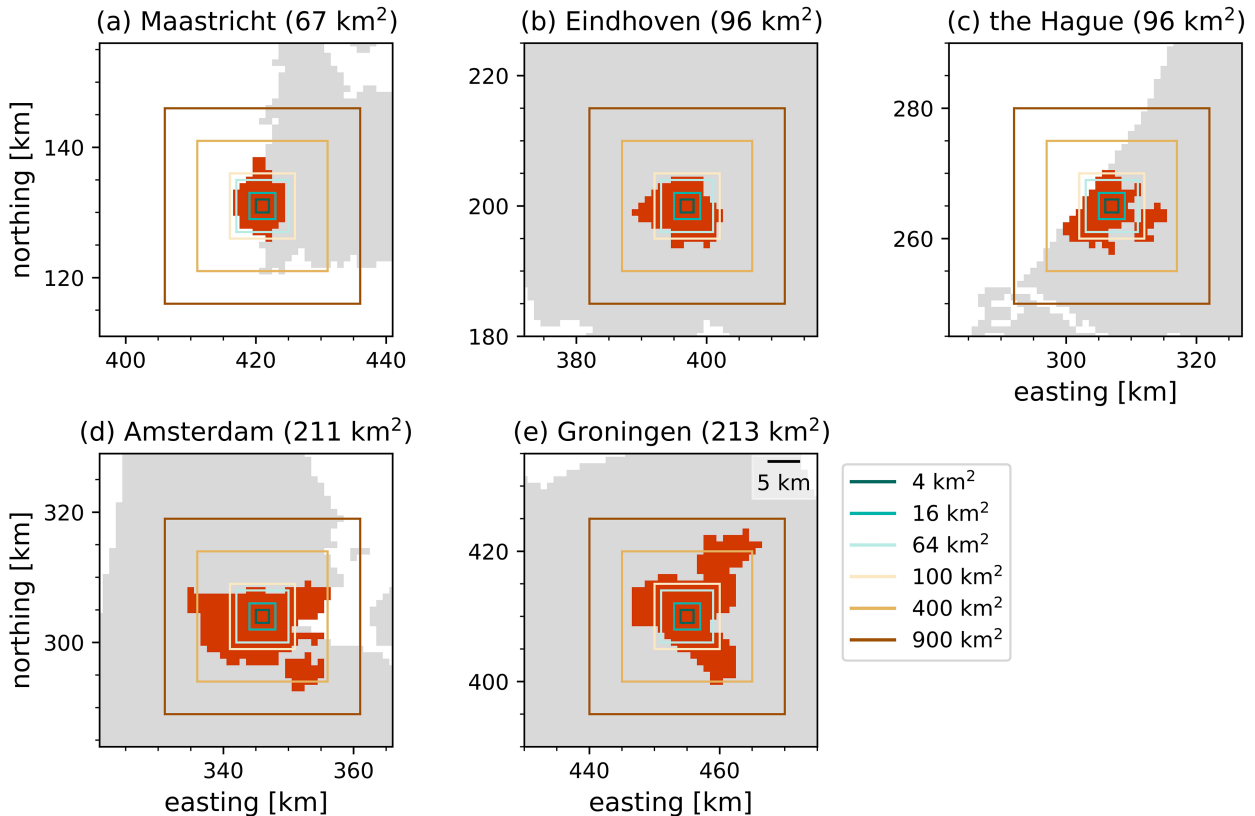 (a) Maastricht (67 km²)
(b) Eindhoven (96 km²)
(c) the Hague (96 km²)
northing [km]
140
120
400
420
440
220
200
180
380
400
280
260
300
320
easting [km]
(d) Amsterdam (211 km²)
(e) Groningen (213 km²)
northing [km]
320
300
340
360
easting [km]
5 km
420
400
440
460
easting [km]
4 km²
16 km²
64 km²
100 km²
400 km²
900 km²